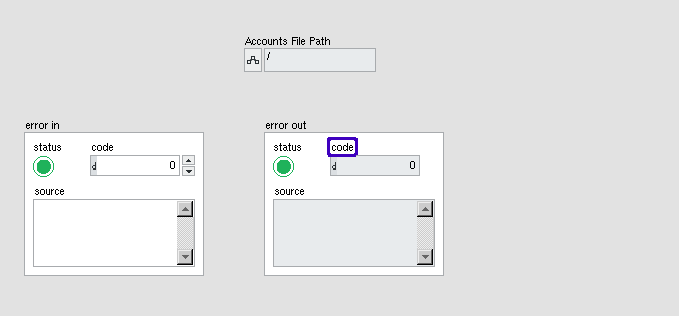 Accounts File Path
/
error in
error out
status code
status code
d 0
d 0
source
source